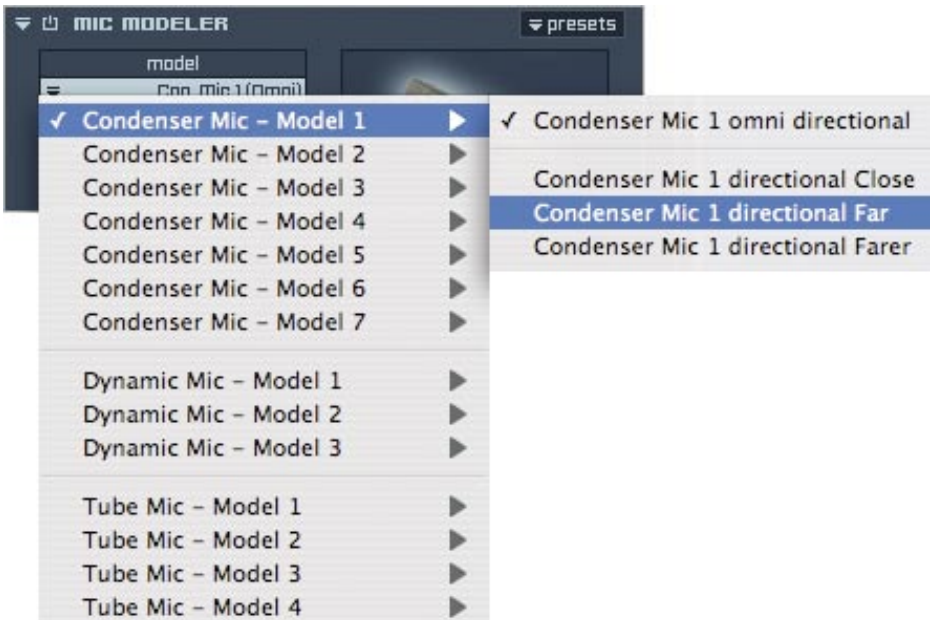 MIC MODELER
presets
model
Con. Mic 1 (Omni)
✓ Condenser Mic – Model 1
Condenser Mic – Model 2
Condenser Mic – Model 3
Condenser Mic – Model 4
Condenser Mic – Model 5
Condenser Mic – Model 6
Condenser Mic – Model 7
Dynamic Mic – Model 1
Dynamic Mic – Model 2
Dynamic Mic – Model 3
Tube Mic – Model 1
Tube Mic – Model 2
Tube Mic – Model 3
Tube Mic – Model 4
✓ Condenser Mic 1 omni directional
Condenser Mic 1 directional Close
Condenser Mic 1 directional Far
Condenser Mic 1 directional Farer